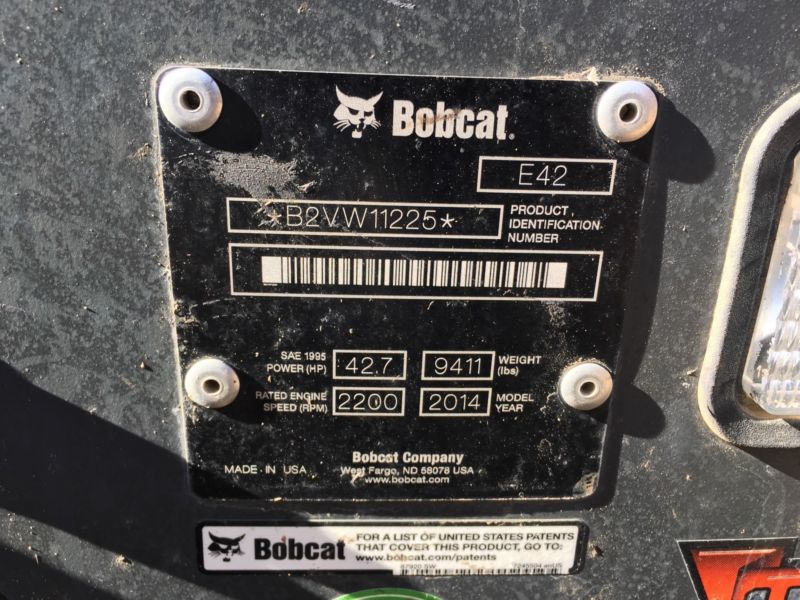 Bobcat.
E42
*B2VW11225*
PRODUCT
IDENTIFICATION
NUMBER
SAE 1995
POWER (HP)
42.7
9411
WEIGHT
(lbs)
RATED ENGINE
SPEED (RPM)
2200
2014
MODEL
YEAR
Bobcat Company
West Fargo, ND 58078 USA
www.bobcat.com
MADE IN USA
Bobcat
FOR A LIST OF UNITED STATES PATENTS
THAT COVER THIS PRODUCT, GO TO:
www.bobcat.com/patents
7245504 enUS